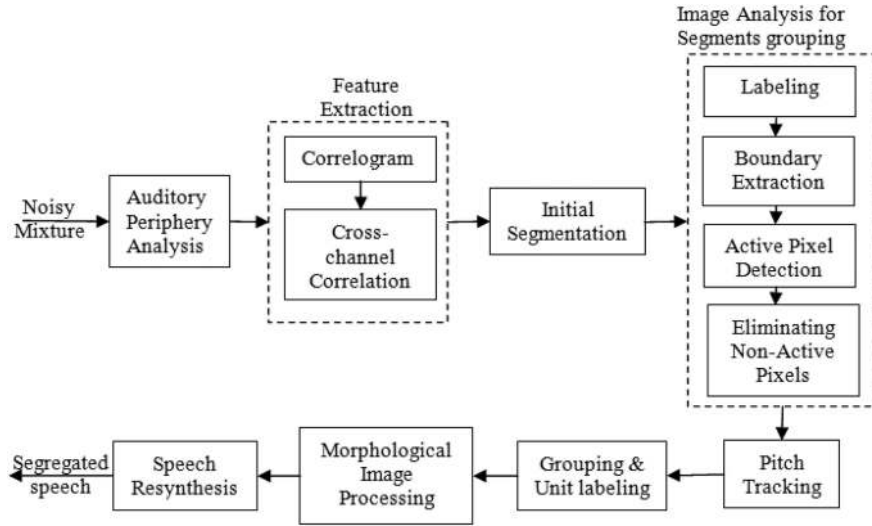 Image Analysis for
Segments grouping
Labeling
Feature
Extraction
Correlogram
Boundary
Extraction
Noisy
Mixture
Auditory
Periphery
Analysis
Cross-
channel
Correlation
Initial
Segmentation
Active Pixel
Detection
Eliminating
Non-Active
Pixels
Pitch
Tracking
Grouping &
Unit labeling
Morphological
Image
Processing
Speech
Resynthesis
Segregated
speech